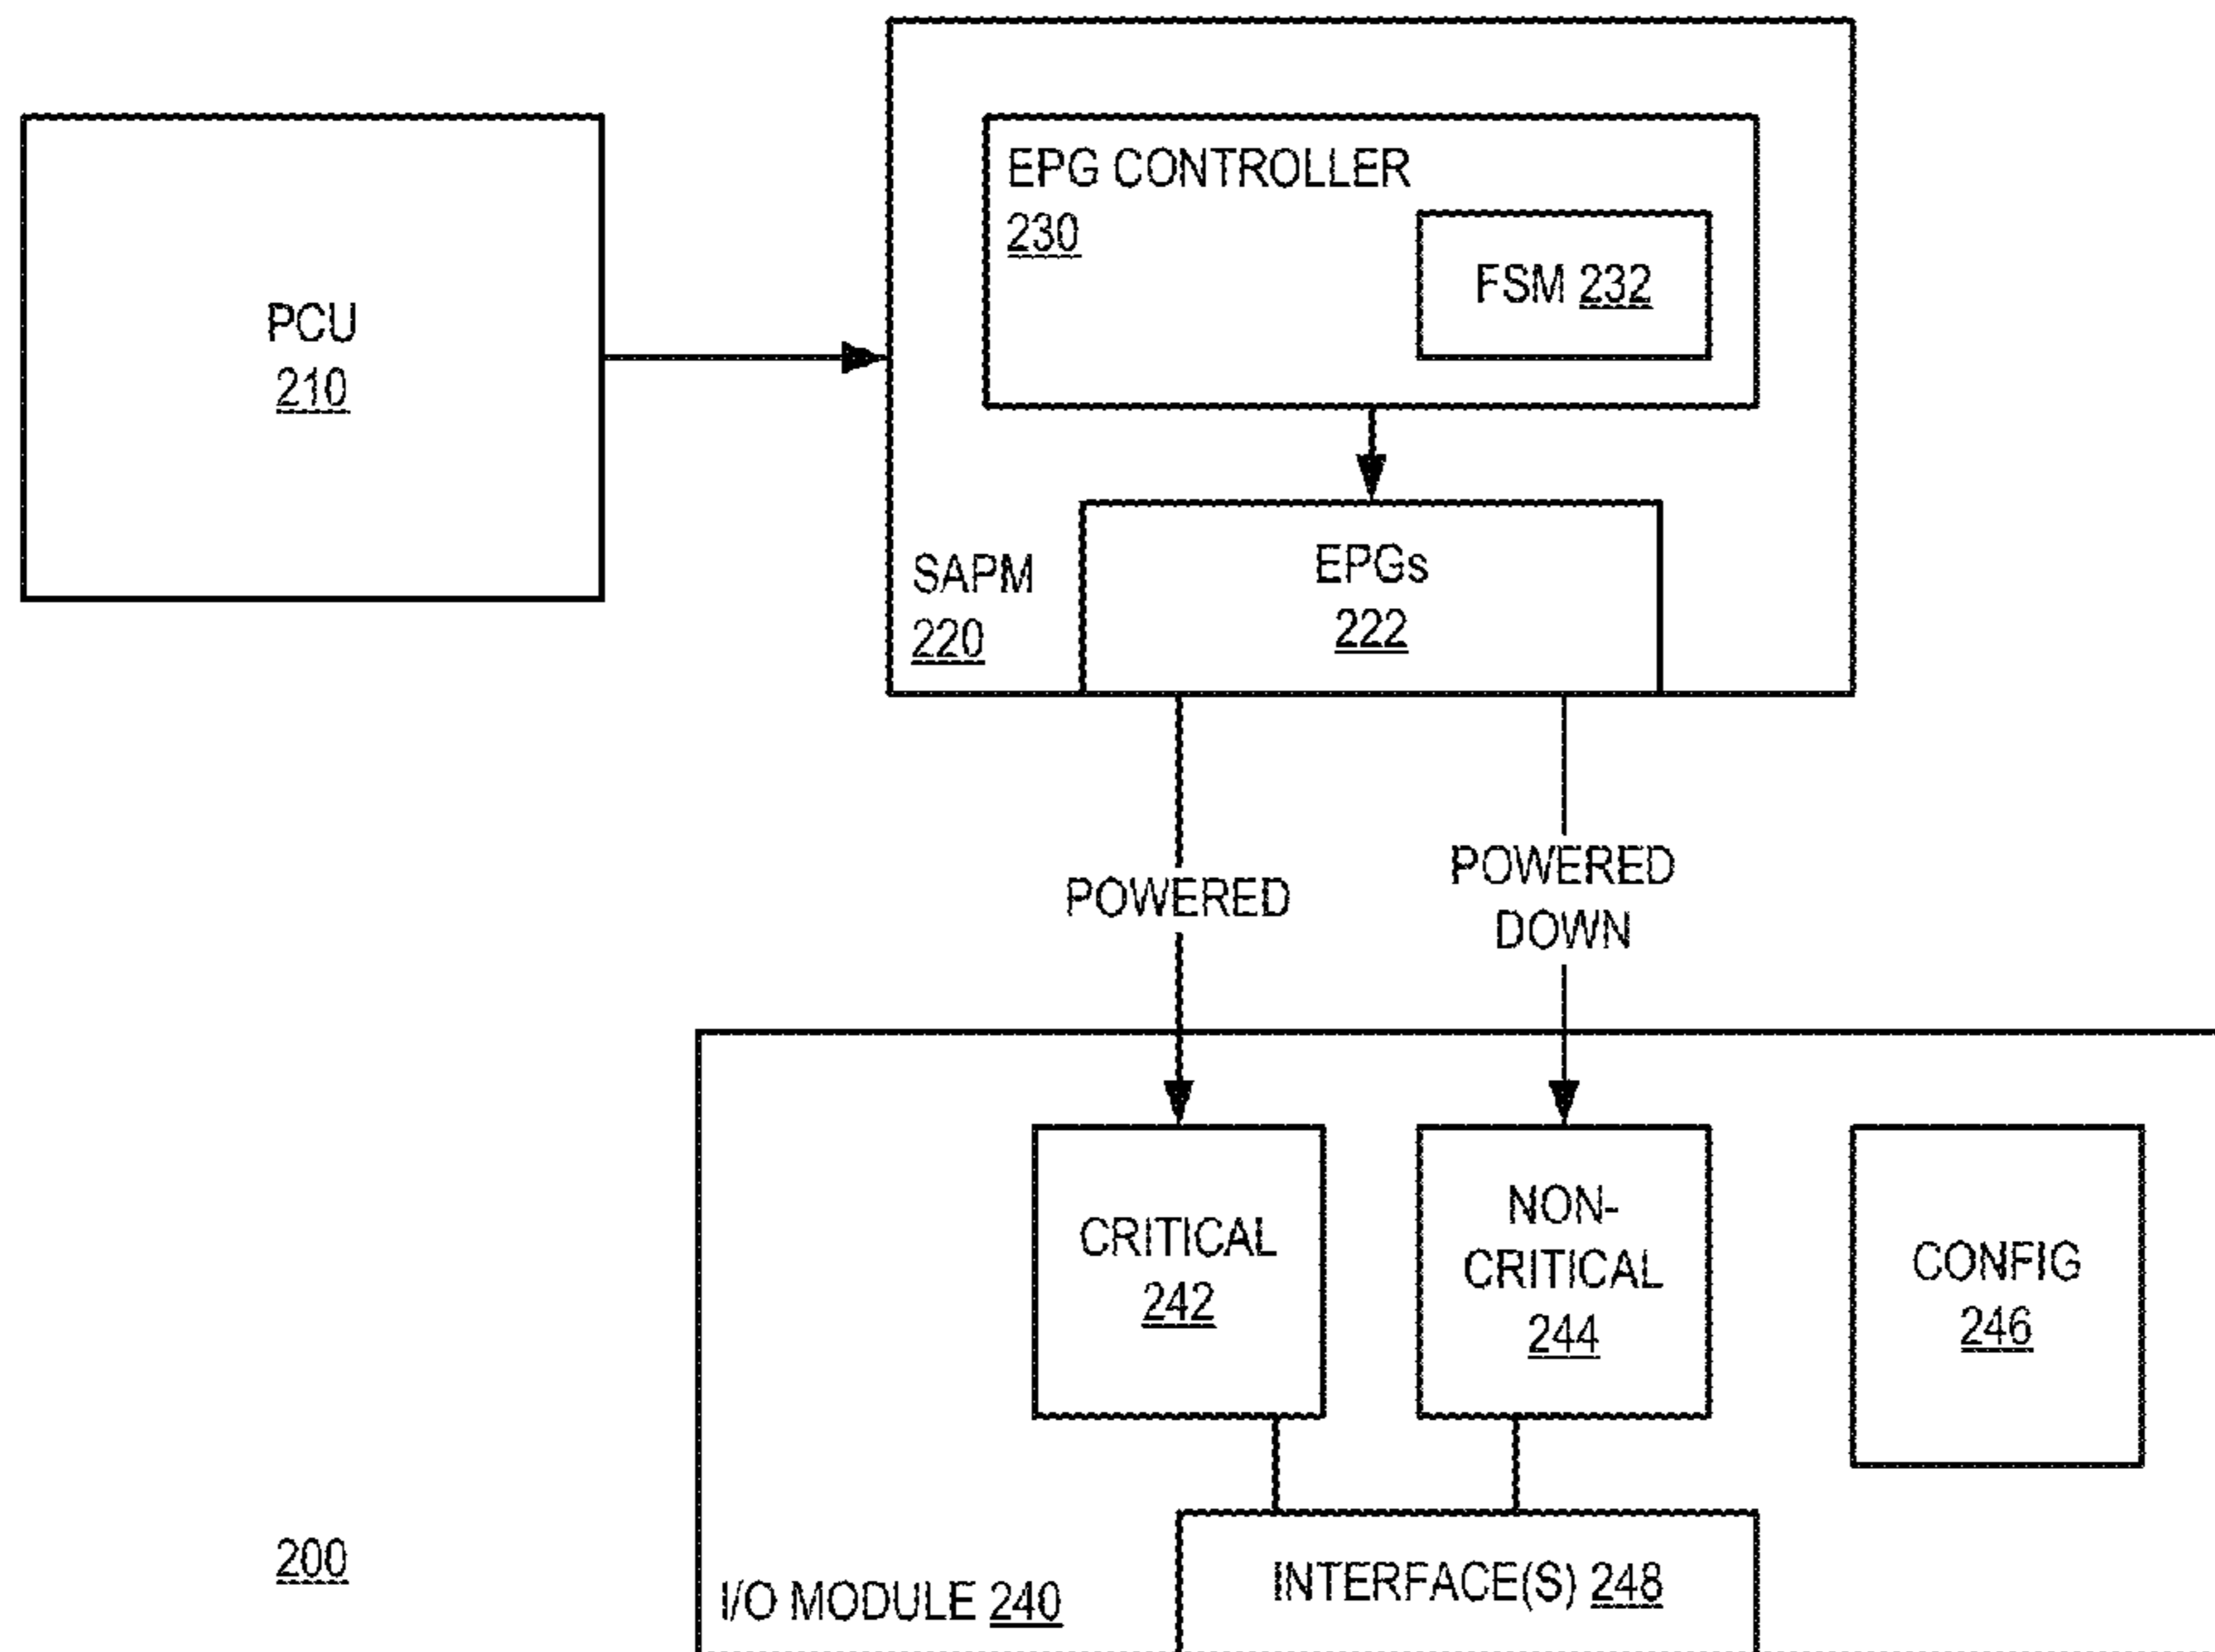 EPG CONTROLLER
230
FSM 232
PCU
210
EPGs
222
SAPM
220
POWERED
POWERED
DOWN
CRITICAL
242
NON-
CRITICAL
244
CONFIG
246
200
I/O MODULE 240
INTERFACE(S) 248